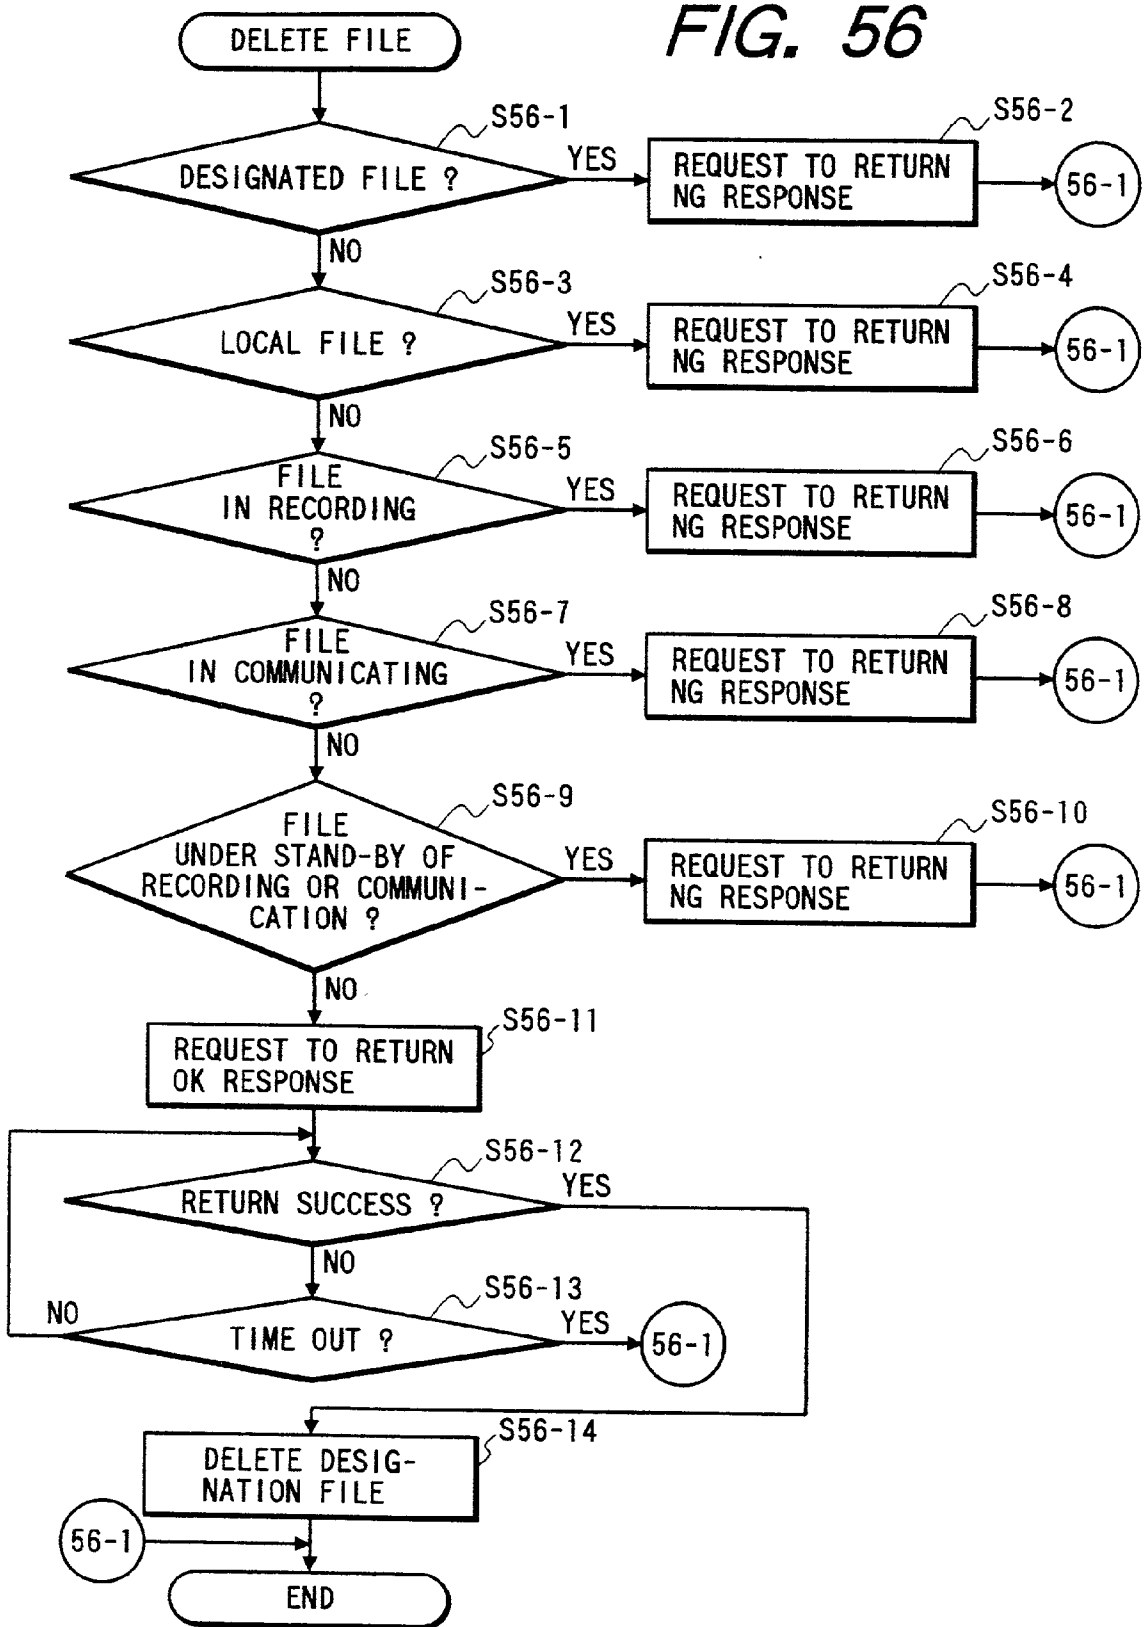 FIG. 56
DELETE FILE
S56-1
DESIGNATED FILE ?
YES
S56-2
REQUEST TO RETURN
NG RESPONSE
56-1
NO
S56-3
LOCAL FILE ?
YES
S56-4
REQUEST TO RETURN
NG RESPONSE
56-1
NO
S56-5
FILE
IN RECORDING
?
YES
S56-6
REQUEST TO RETURN
NG RESPONSE
56-1
NO
S56-7
FILE
IN COMMUNICATING
?
YES
S56-8
REQUEST TO RETURN
NG RESPONSE
56-1
NO
S56-9
FILE
UNDER STAND-BY OF
RECORDING OR COMMUNI-
CATION ?
YES
S56-10
REQUEST TO RETURN
NG RESPONSE
56-1
NO
S56-11
REQUEST TO RETURN
OK RESPONSE
S56-12
RETURN SUCCESS ?
YES
NO
S56-13
NO
TIME OUT ?
YES
56-1
S56-14
DELETE DESIG-
NATION FILE
56-1
END